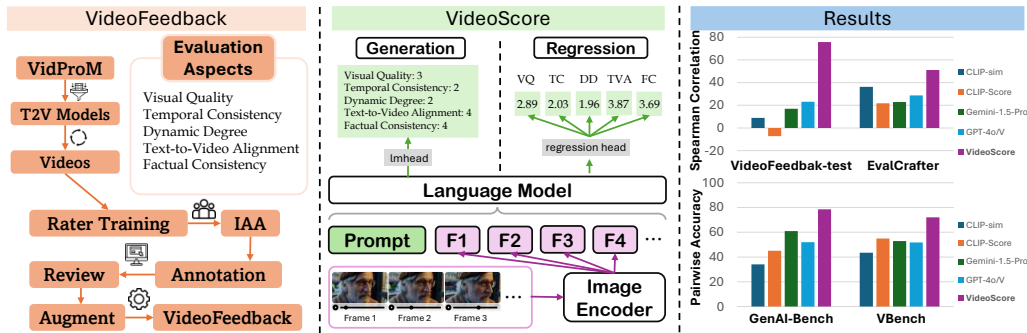 VideoFeedback
Evaluation
Aspects
VidProM
T2V Models
Videos
Visual Quality
Temporal Consistency
Dynamic Degree
Text-to-Video Alignment
Factual Consistency
Rater Training
IAA
Review
Annotation
Augment
VideoFeedback
VideoScore
Generation
Regression
Visual Quality: 3
Temporal Consistency: 2
Dynamic Degree: 2
Text-to-Video Alignment: 4
Factual Consistency: 4
VQ TC DD TVA FC
2.89 2.03 1.96 3.87 3.69
lmhead
regression head
Language Model
Prompt F1 F2 F3 F4 ...
Frame 1 Frame 2 Frame 3 ...
Image
Encoder
Results
Spearman Correlation
80
60
40
20
0
-20
VideoFeedbak-test EvalCrafter
CLIP-sim
CLIP-Score
Gemini-1.5-Pro
GPT-4o/V
VideoScore
Pairwise Accuracy
100
80
60
40
20
0
GenAI-Bench VBench
CLIP-sim
CLIP-Score
Gemini-1.5-Pro
GPT-4o/V
VideoScore